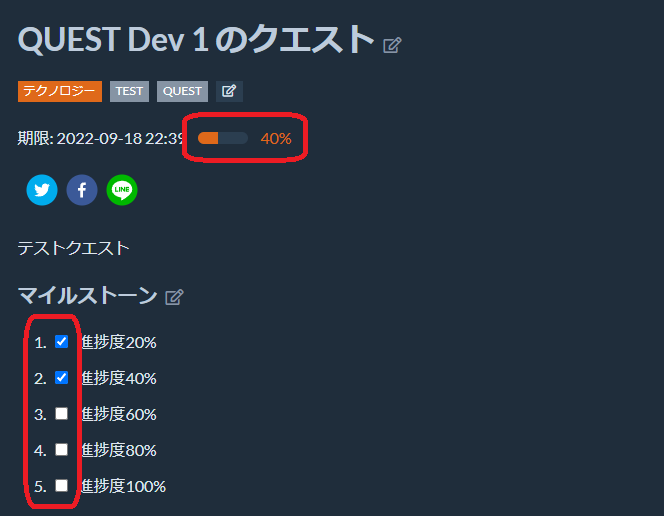 QUEST Dev 1 のクエスト
テクノロジー TEST QUEST
期限: 2022-09-18 22:39 40%
LINE
テストクエスト
マイルストーン
1. 進捗度20%
2. 進捗度40%
3. 進捗度60%
4. 進捗度80%
5. 進捗度100%